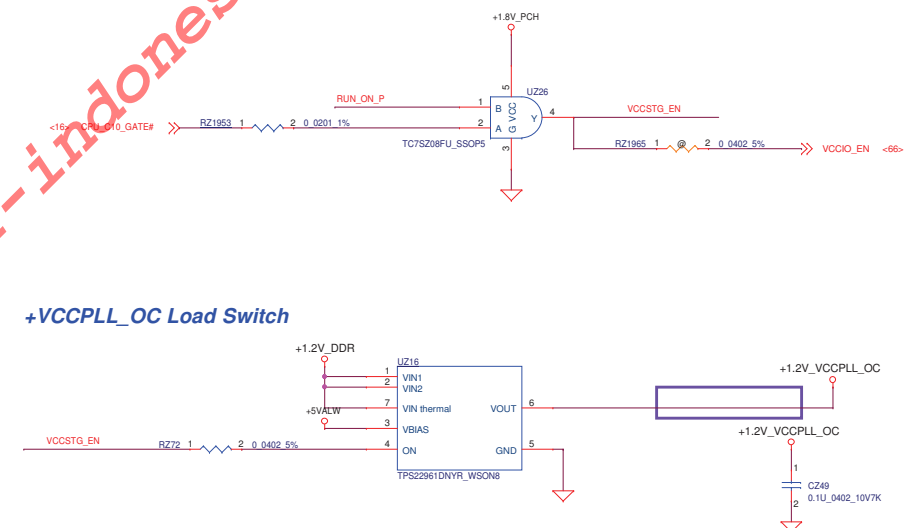 -indones
+1.8V_PCH
5
UZ26
RUN_ON_P
1
B
VCC
Y
4
VCCSTG_EN
<16> CPU_C10_GATE#
RZ1953 1 2 0_0201_1%
2
A
G
TC7SZ08FU_SSOP5
3
RZ1965 1 @ 2 0_0402_5%
VCCIO_EN <66>
+VCCPLL_OC Load Switch
+1.2V_DDR
UZ16
1 VIN1
2 VIN2
7 VIN thermal
VOUT 6
+5VALW
3 VBIAS
VCCSTG_EN
RZ72 1 2 0_0402_5%
4 ON
GND 5
TPS22961DNYR_WSON8
+1.2V_VCCPLL_OC
+1.2V_VCCPLL_OC
1
CZ49
0.1U_0402_10V7K
2